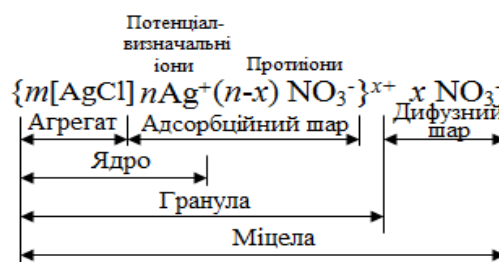 Потенціал-
визначальні
іони
Протиіони
{m[AgCl] nAg⁺(n-x) NO₃⁻}ˣ⁺ x NO₃⁻
Агрегат
Адсорбційний шар
Дифузний
шар
Ядро
Гранула
Міцела